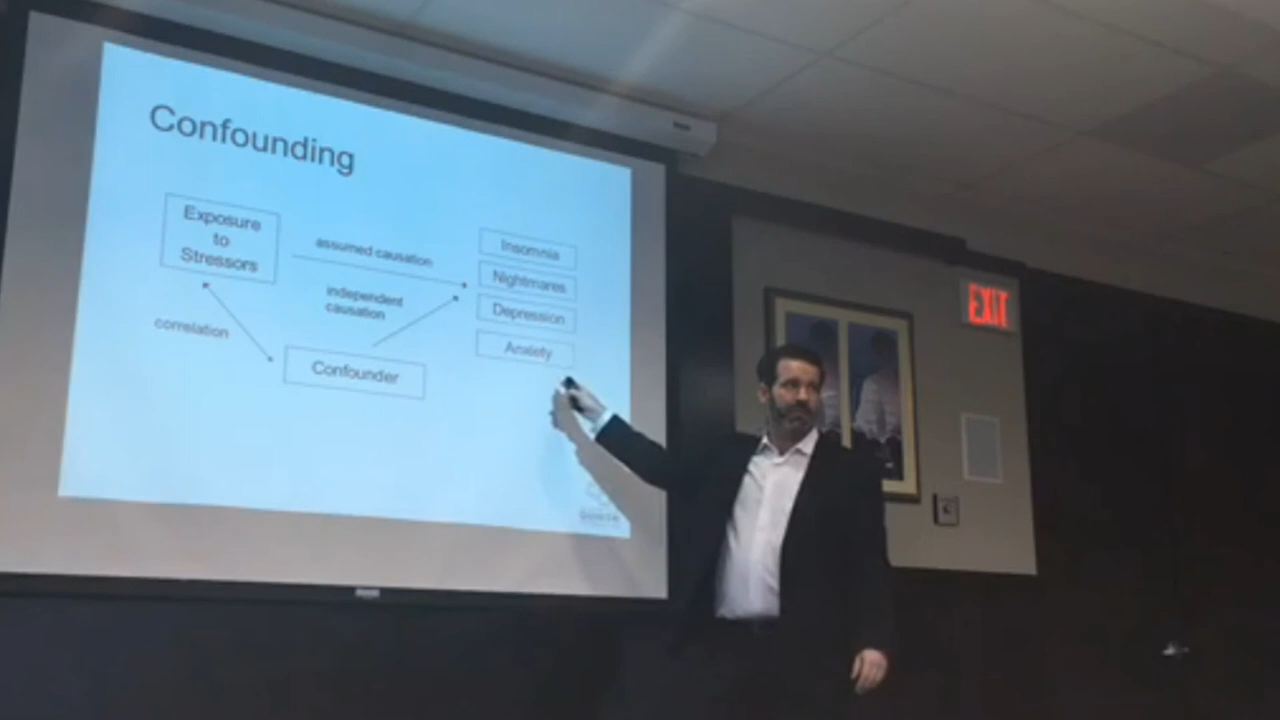 Confounding
Exposure
to
Stressors
assumed causation
independent
causation
correlation
Confounder
Insomnia
Nightmares
Depression
Anxiety
EXIT